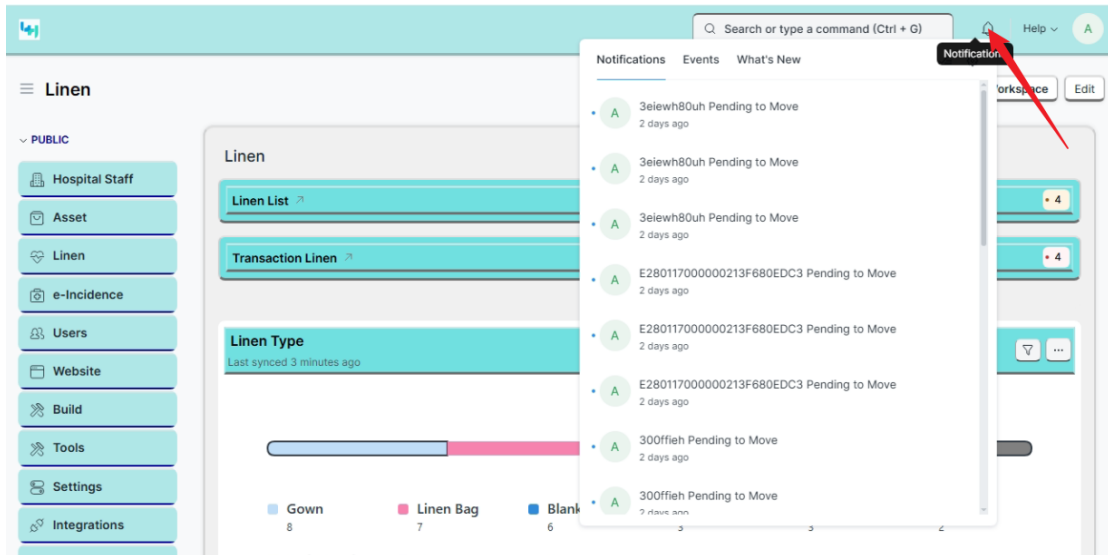 Search or type a command (Ctrl + G)
Help
A
Notifications
Notifications Events What's New
Linen
Edit
PUBLIC
Hospital Staff
Asset
Linen
e-Incidence
Users
Website
Build
Tools
Settings
Integrations
Linen
Linen List
4
Transaction Linen
4
Linen Type
Last synced 3 minutes ago
Gown
8
Linen Bag
7
6
3
3
2
A
3eiewh80uh Pending to Move
2 days ago
A
3eiewh80uh Pending to Move
2 days ago
A
3eiewh80uh Pending to Move
2 days ago
A
E280117000000213F680EDC3 Pending to Move
2 days ago
A
E280117000000213F680EDC3 Pending to Move
2 days ago
A
E280117000000213F680EDC3 Pending to Move
2 days ago
A
300ffieh Pending to Move
2 days ago
A
300ffieh Pending to Move
2 days ago